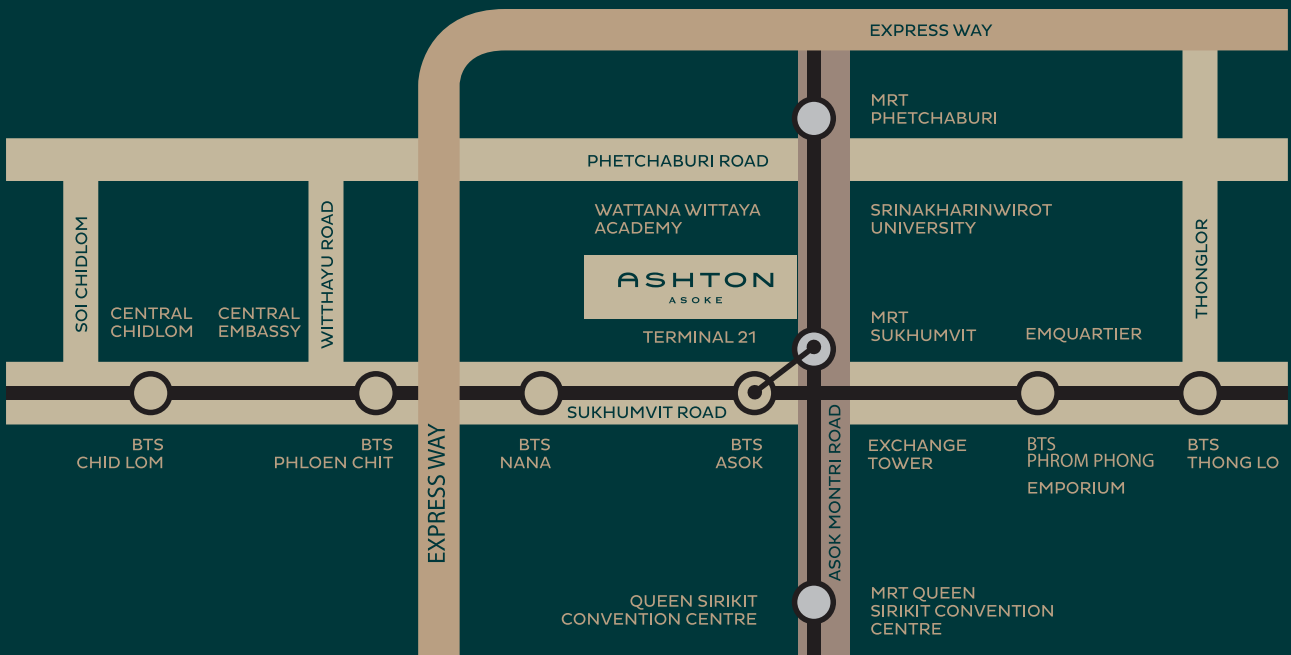 EXPRESS WAY
MRT
PHETCHABURI
PHETCHABURI ROAD
WATTANA WITTAYA
ACADEMY
SRINAKHARINWIROT
UNIVERSITY
SOI CHIDLOM
WITTHAYU ROAD
THONGLOR
ASHTON
ASOKE
CENTRAL
CHIDLOM
CENTRAL
EMBASSY
TERMINAL 21
MRT
SUKHUMVIT
EMQUARTIER
SUKHUMVIT ROAD
BTS
CHID LOM
BTS
PHLOEN CHIT
EXPRESS WAY
BTS
NANA
BTS
ASOK
ASOK MONTRI ROAD
EXCHANGE
TOWER
BTS
PHROM PHONG
EMPORIUM
BTS
THONG LO
QUEEN SIRIKIT
CONVENTION CENTRE
MRT QUEEN
SIRIKIT CONVENTION
CENTRE